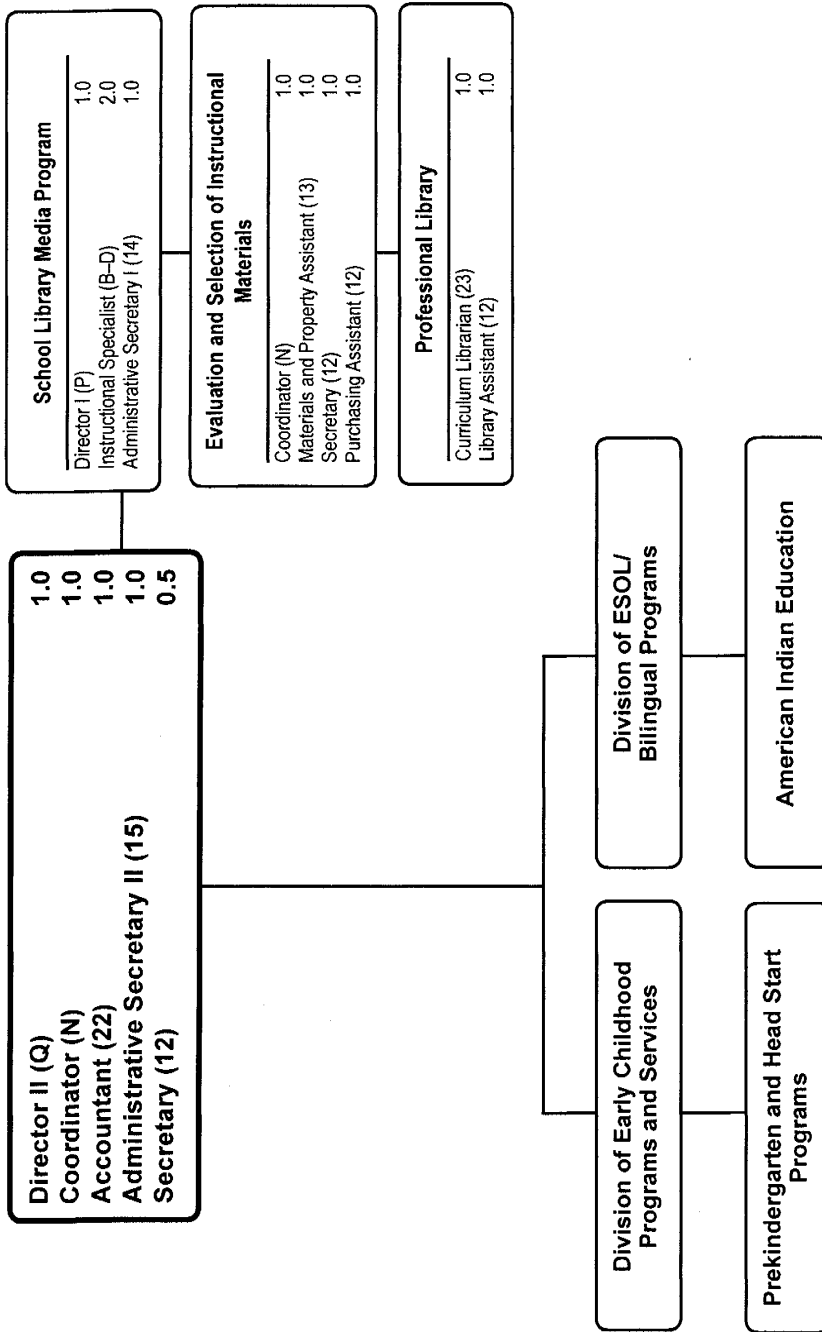 Director II (Q) 1.0
Coordinator (N) 1.0
Accountant (22) 1.0
Administrative Secretary II (15) 1.0
Secretary (12) 0.5
School Library Media Program
Director I (P) 1.0
Instructional Specialist (B–D) 2.0
Administrative Secretary I (14) 1.0
Evaluation and Selection of Instructional
Materials
Coordinator (N) 1.0
Materials and Property Assistant (13) 1.0
Secretary (12) 1.0
Purchasing Assistant (12) 1.0
Professional Library
Curriculum Librarian (23) 1.0
Library Assistant (12) 1.0
Division of Early Childhood
Programs and Services
Prekindergarten and Head Start
Programs
Division of ESOL/
Bilingual Programs
American Indian Education